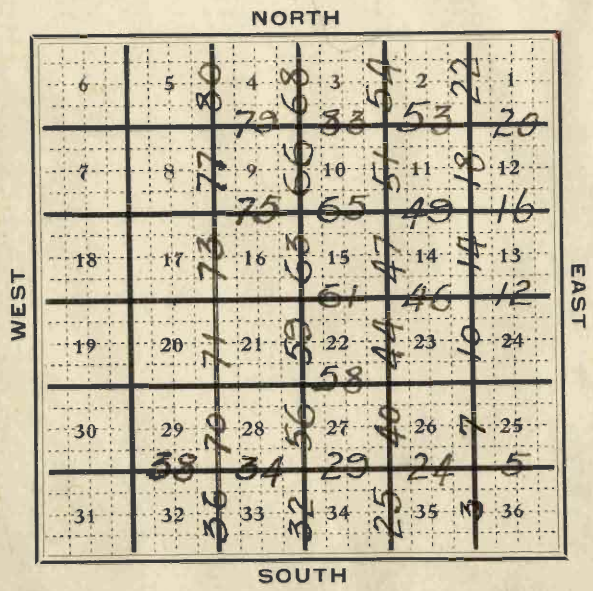 NORTH
6 5 80 4 68 3 54 2 22 1
79 53 20
7 8 77 9 66 10 51 11 18 12
75 65 49 16
WEST
18 17 73 16 63 15 47 14 14 13
EAST
61 46 12
19 20 71 21 59 22 44 23 10 24
58
30 29 70 28 56 27 40 26 7 25
38 34 29 24 5
31 32 36 33 32 34 25 35 3 36
SOUTH